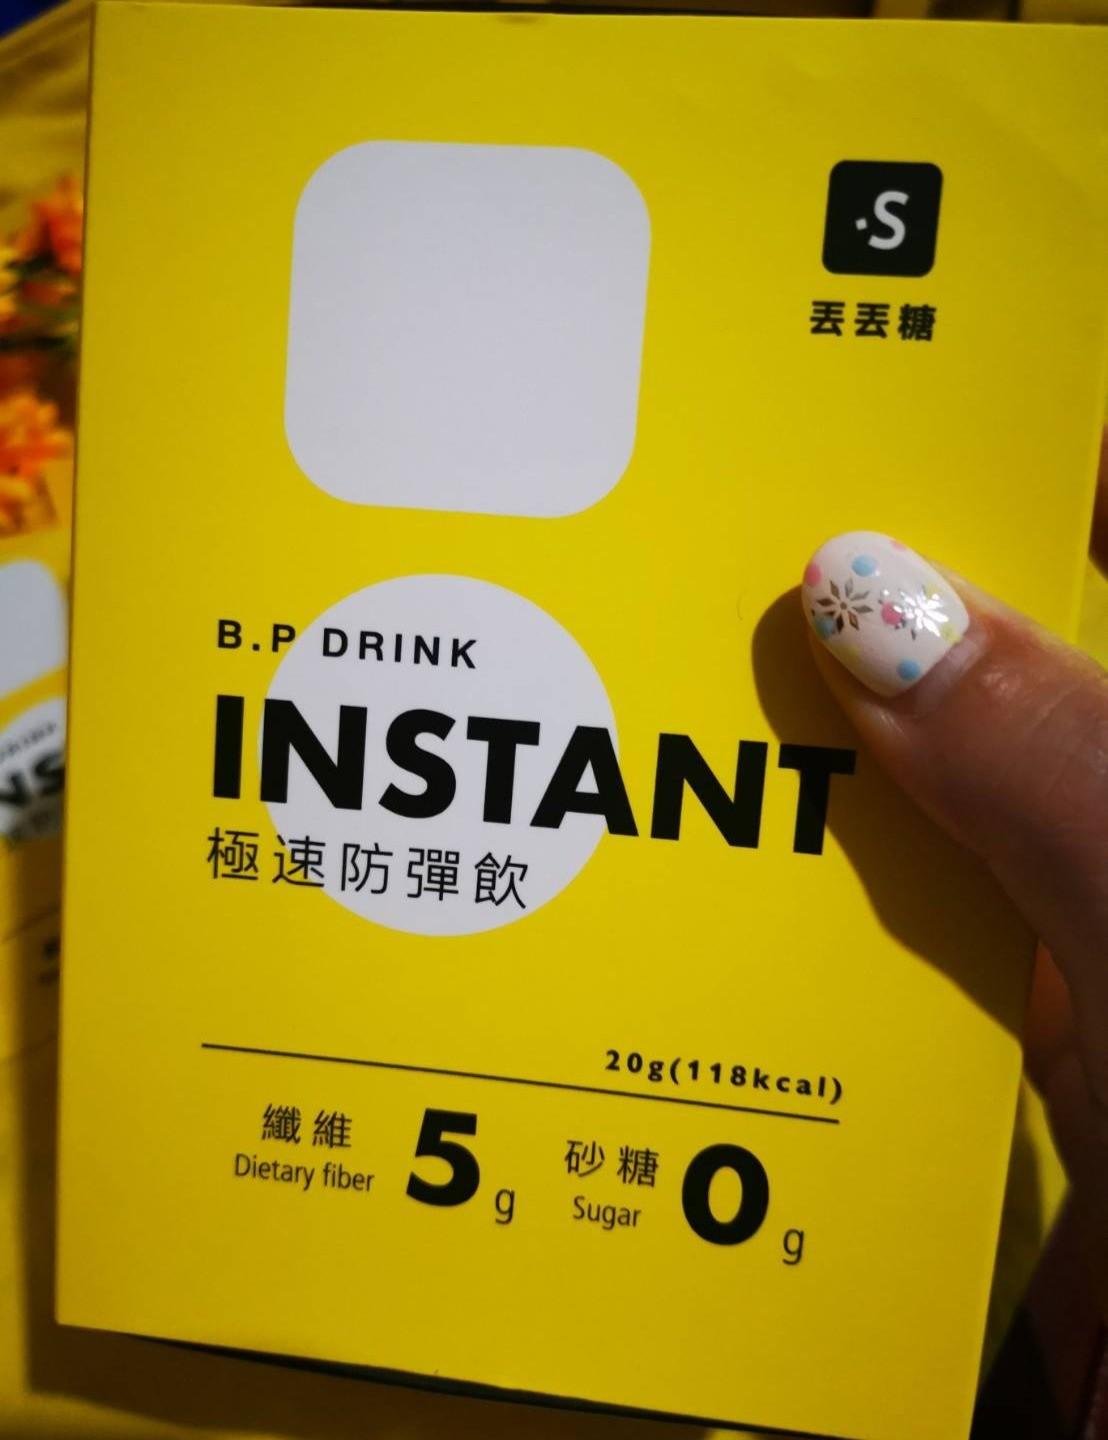 ·S
丟丟糖
B.P DRINK
INSTANT
極速防彈飲
20g(118kcal)
纖維
Dietary fiber
5g
砂糖
Sugar
0g